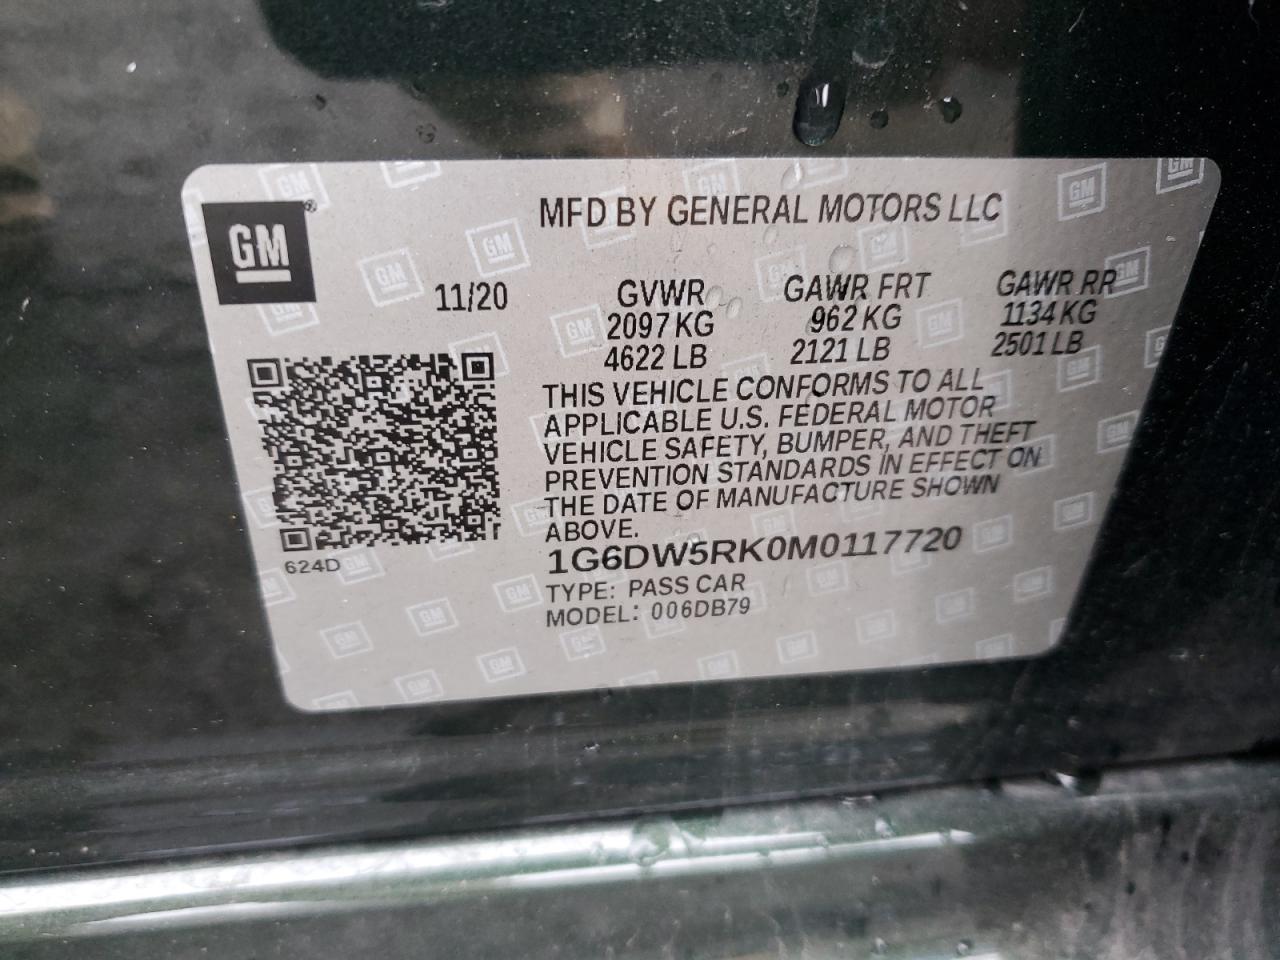 GM®
MFD BY GENERAL MOTORS LLC
11/20
GVWR
2097 KG
4622 LB
GAWR FRT
962 KG
2121 LB
GAWR RR
1134 KG
2501 LB
THIS VEHICLE CONFORMS TO ALL
APPLICABLE U.S. FEDERAL MOTOR
VEHICLE SAFETY, BUMPER, AND THEFT
PREVENTION STANDARDS IN EFFECT ON
THE DATE OF MANUFACTURE SHOWN
ABOVE.
624D
1G6DW5RK0M0117720
TYPE: PASS CAR
MODEL: 006DB79